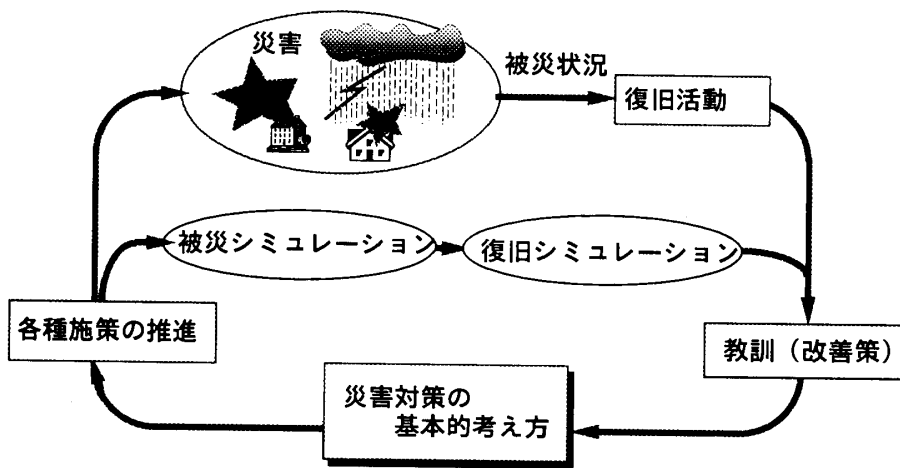 災害
被災状況
復旧活動
被災シミュレーション
復旧シミュレーション
各種施策の推進
教訓（改善策）
災害対策の
基本的考え方